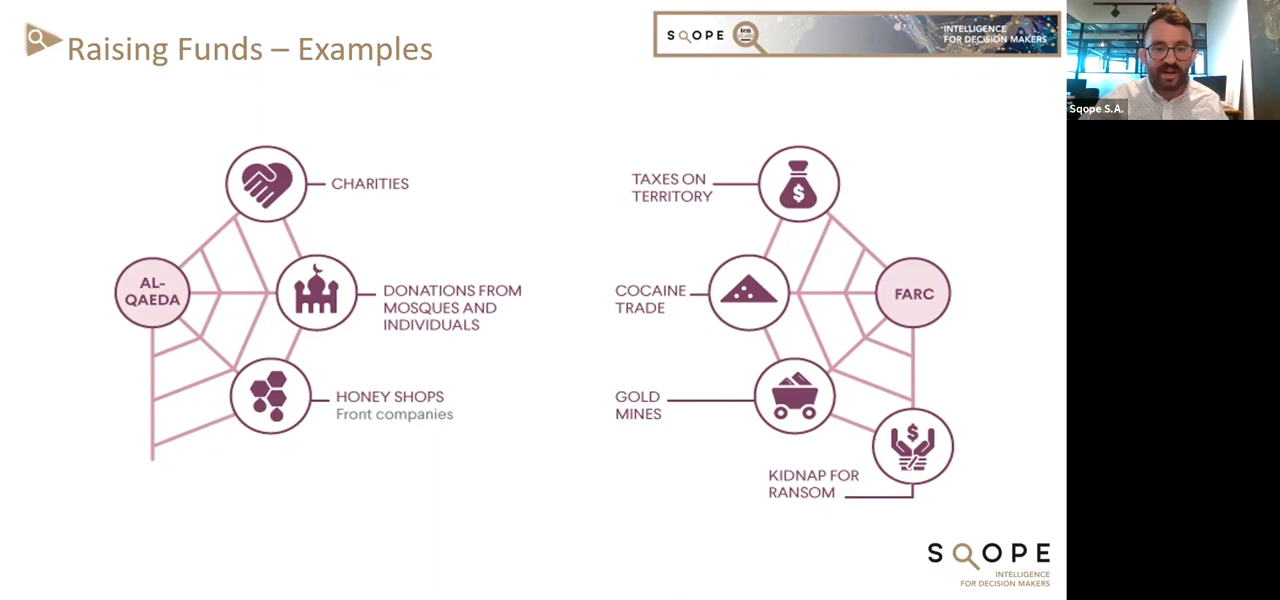 Raising Funds – Examples
SQOPE
ten
INTELLIGENCE
FOR DECISION MAKERS
Sqope S.A.
CHARITIES
AL-
QAEDA
DONATIONS FROM
MOSQUES AND
INDIVIDUALS
HONEY SHOPS
Front companies
TAXES ON
TERRITORY
$
COCAINE
TRADE
FARC
GOLD
MINES
$
KIDNAP FOR
RANSOM
SQOPE
INTELLIGENCE
FOR DECISION MAKERS